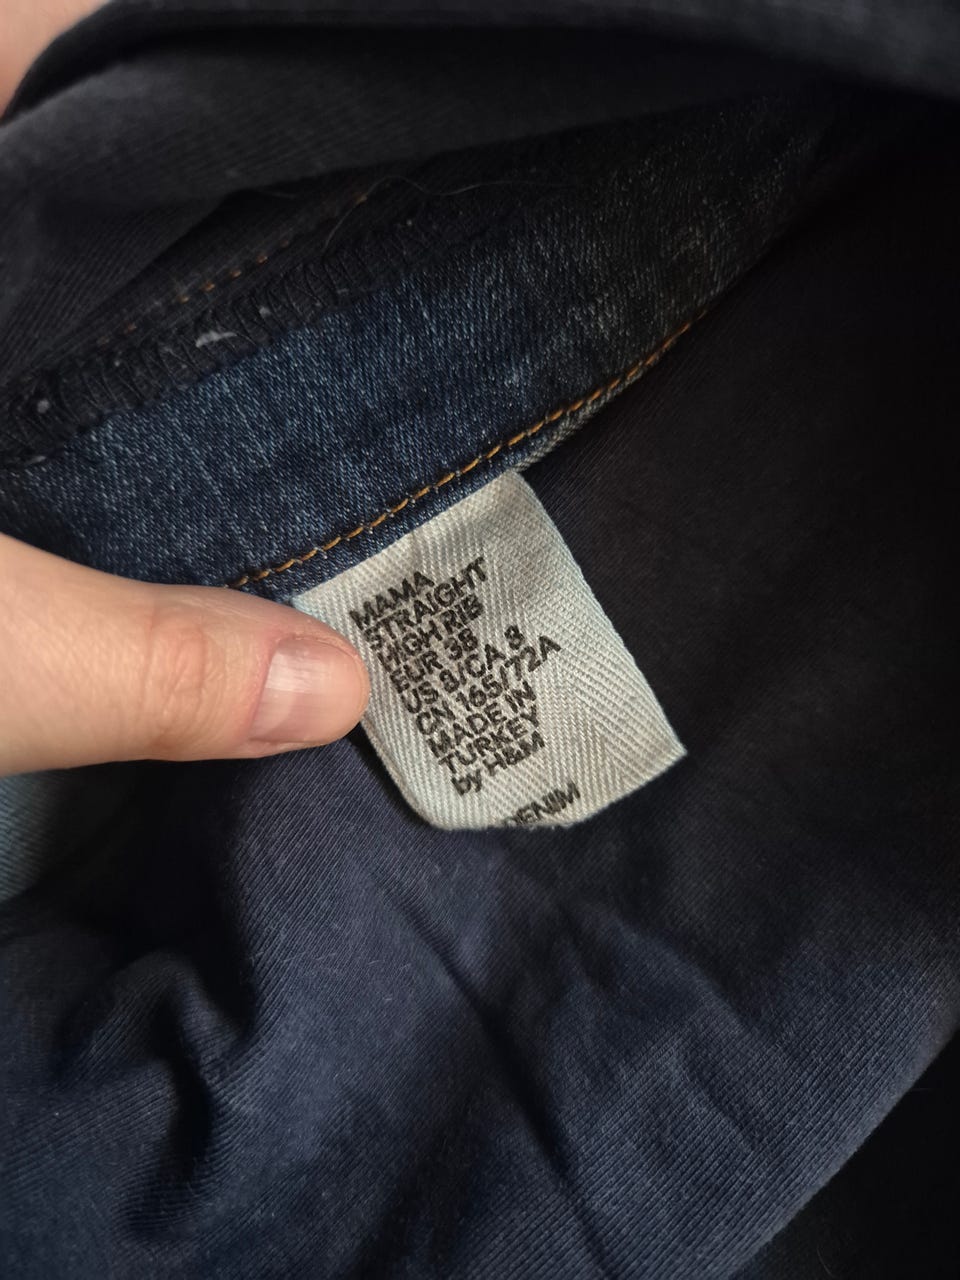 MAMA
STRAIGHT
HIGH RIB
EUR 38
US 8/CA 8
CN 165/72A
MADE IN
TURKEY
by H&M
DENIM